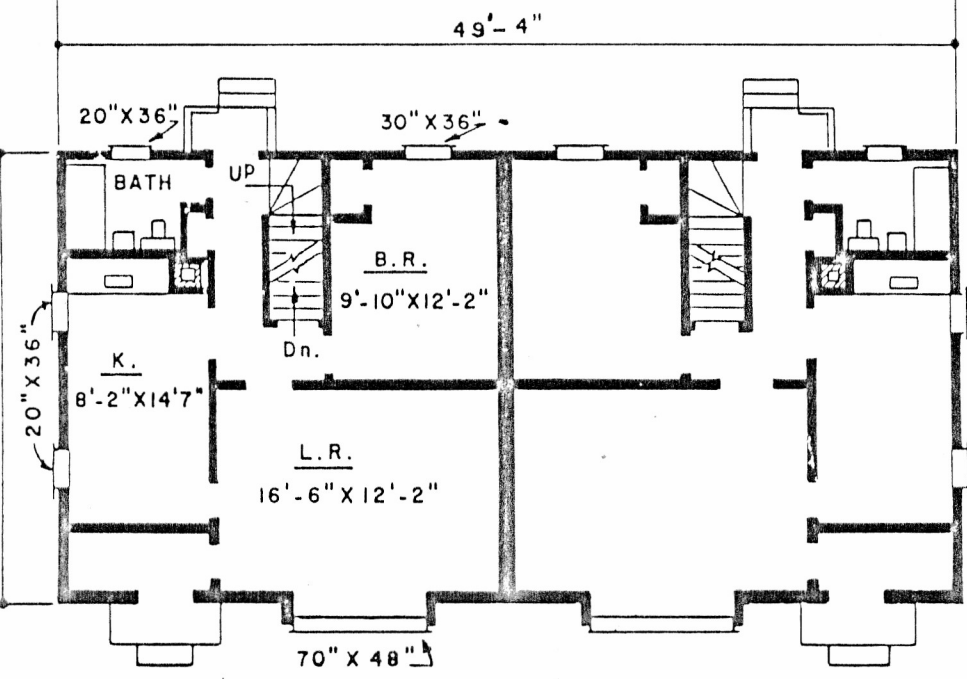 49'-4"
20"X36"
30"X36"
BATH
UP
B.R.
9'-10"X12'-2"
Dn.
20"X36"
K.
8'-2"X14'7"
L.R.
16'-6"X12'-2"
70"X48"